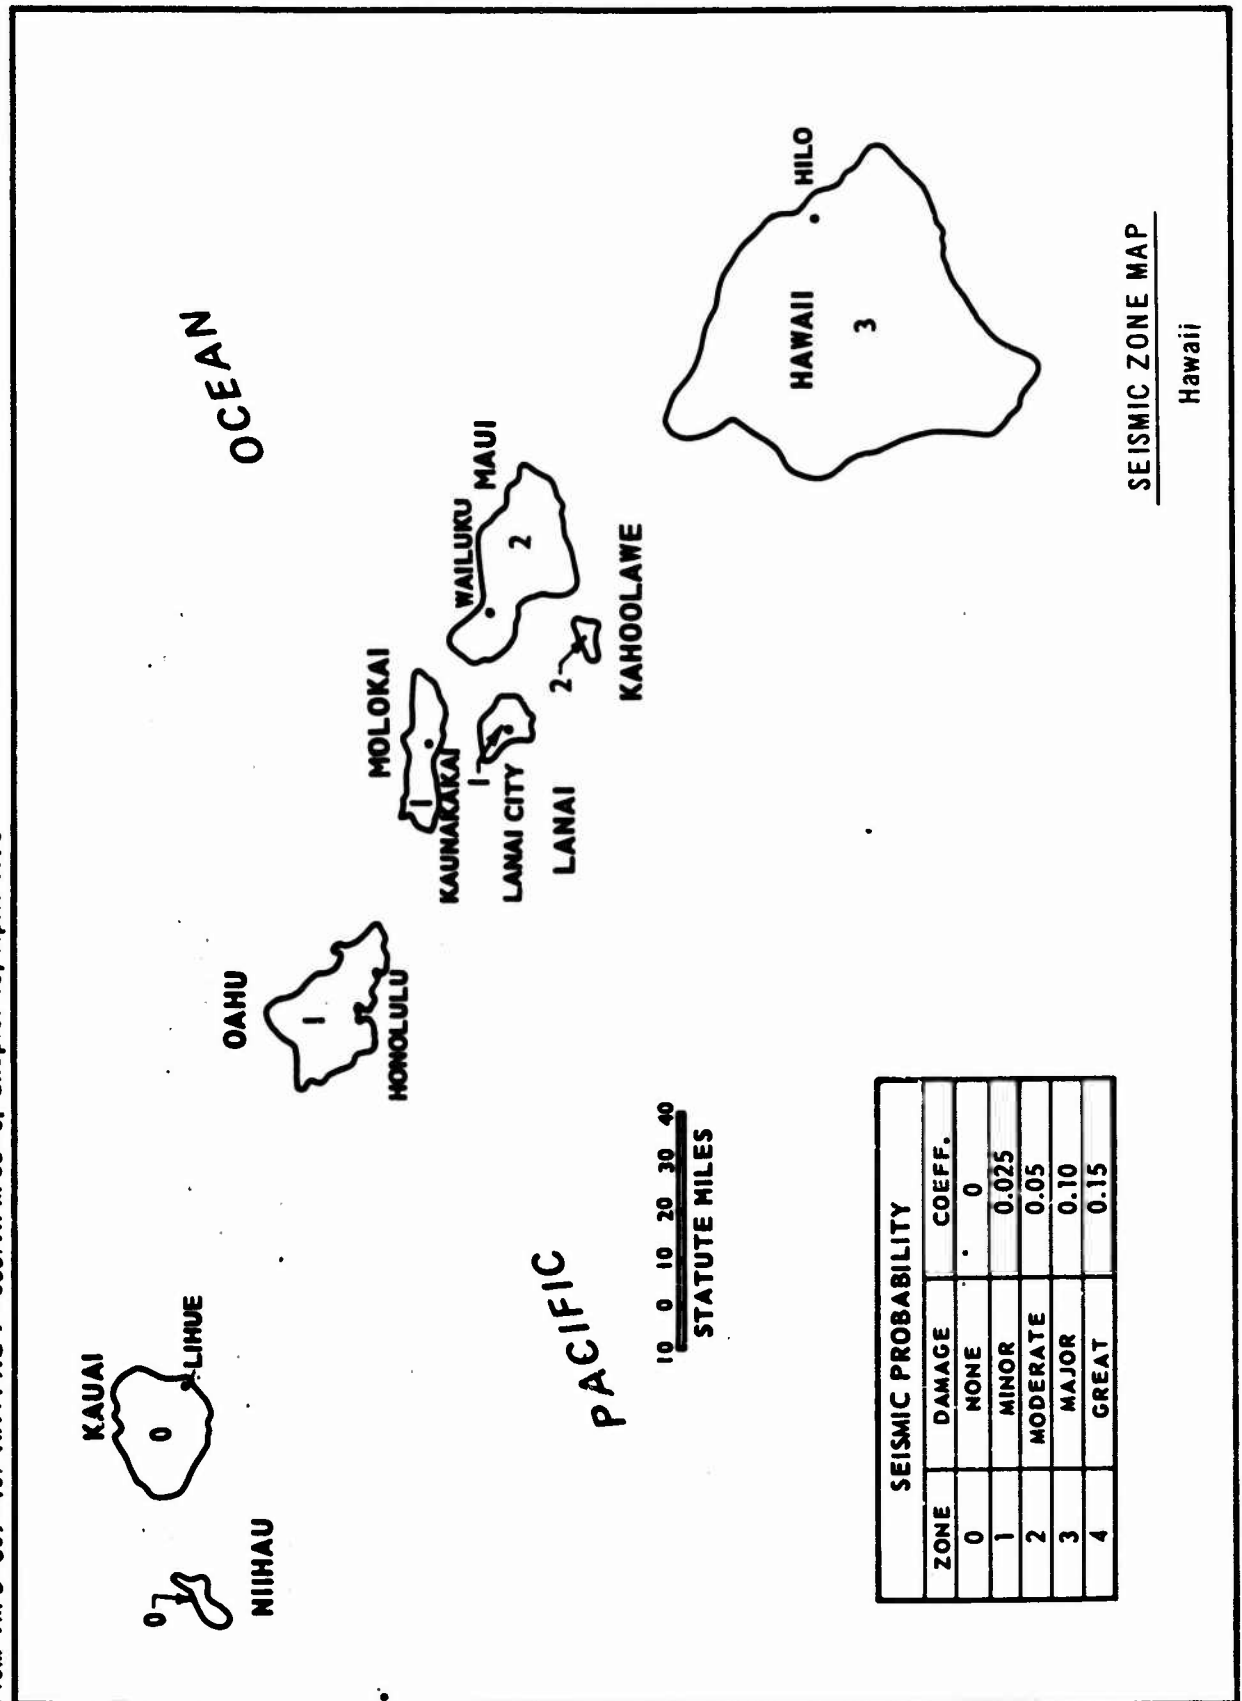 KAUAI
0
LIHUE
0
NIIHAU
OAHU
1
HONOLULU
OCEAN
MOLOKAI
1
KAUNAKAKAI
1
LANAI CITY
LANAI
WAILUKU
MAUI
2
2
KAHOOLAWE
PACIFIC
10 0 10 20 30 40
STATUTE MILES
HAWAII
HILO
3
SEISMIC PROBABILITY
ZONE DAMAGE COEFF.
0 NONE 0
1 MINOR 0.025
2 MODERATE 0.05
3 MAJOR 0.10
4 GREAT 0.15
SEISMIC ZONE MAP
Hawaii